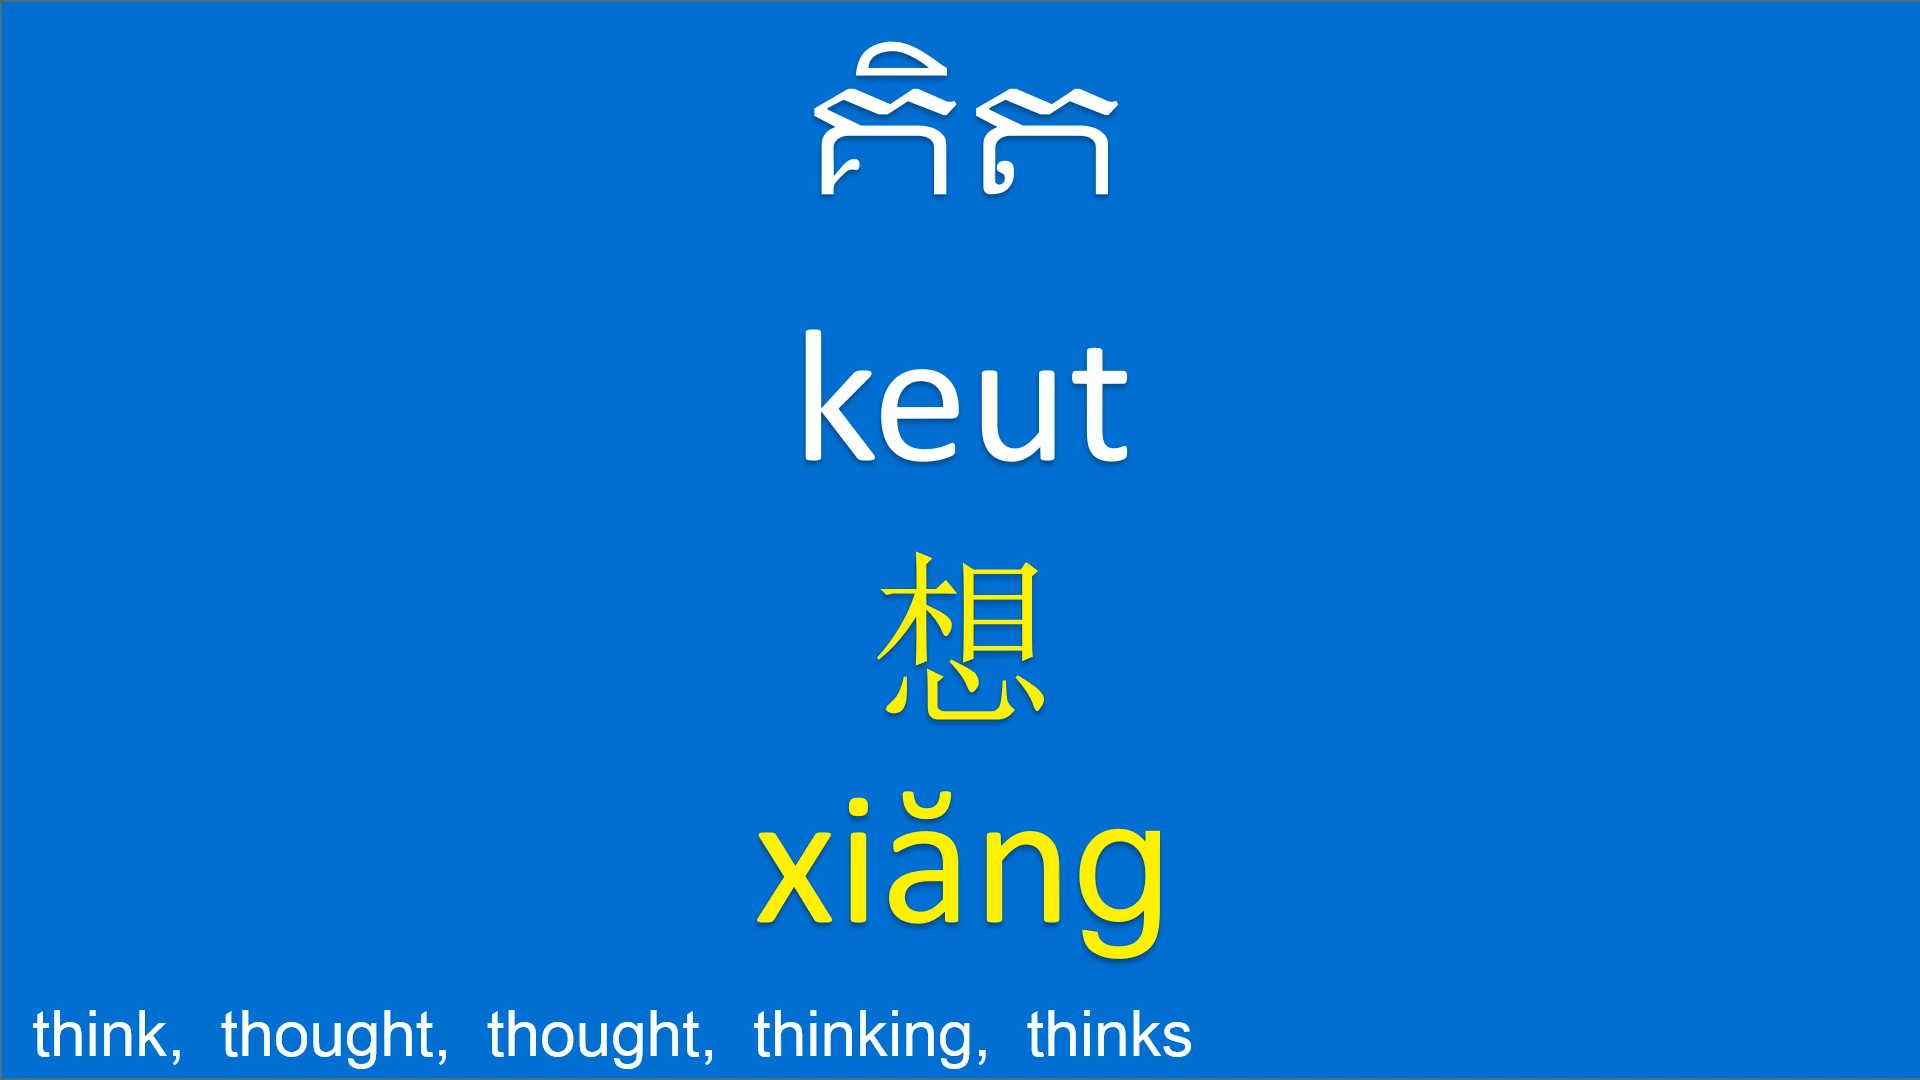 គិត
keut
想
xiăng
think, thought, thought, thinking, thinks